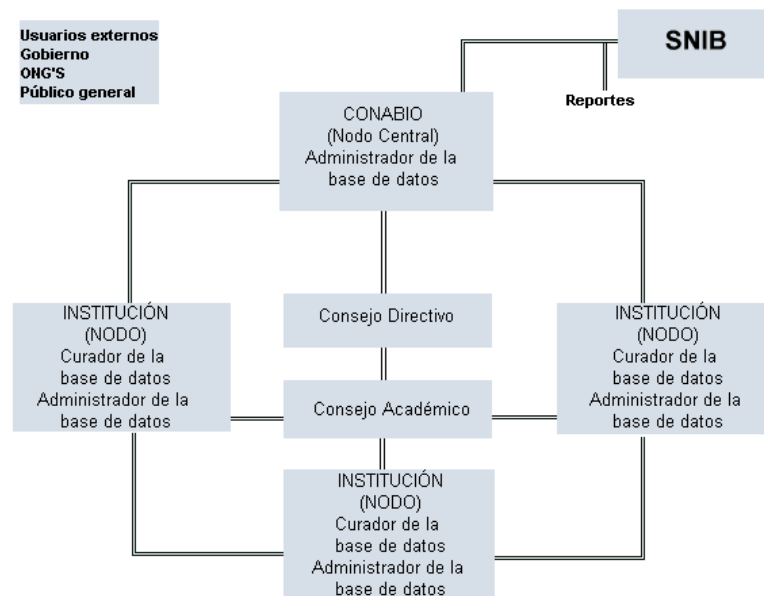 Usuarios externos
Gobierno
ONG'S
Público general
SNIB
Reportes
CONABIO
(Nodo Central)
Administrador de la
base de datos
INSTITUCIÓN
(NODO)
Curador de la
base de datos
Administrador de la
base de datos
Consejo Directivo
INSTITUCIÓN
(NODO)
Curador de la
base de datos
Administrador de la
base de datos
Consejo Académico
INSTITUCIÓN
(NODO)
Curador de la
base de datos
Administrador de la
base de datos